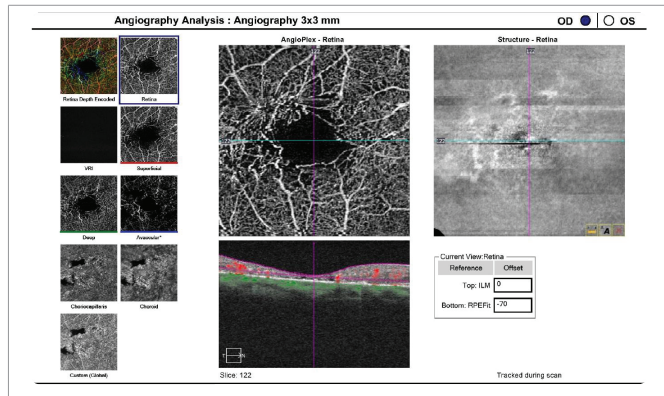 Angiography Analysis : Angiography 3x3 mm
OD OS
AngioPlex - Retina
Structure - Retina
Retina Depth Encoded
Retina
VRI
Superficial
Deep
Avascular*
Choriocapillaris
Choroid
Custom (Global)
122
122
Current View:Retina
Reference Offset
Top: ILM 0
Bottom: RPEFit -70
Slice: 122
Tracked during scan